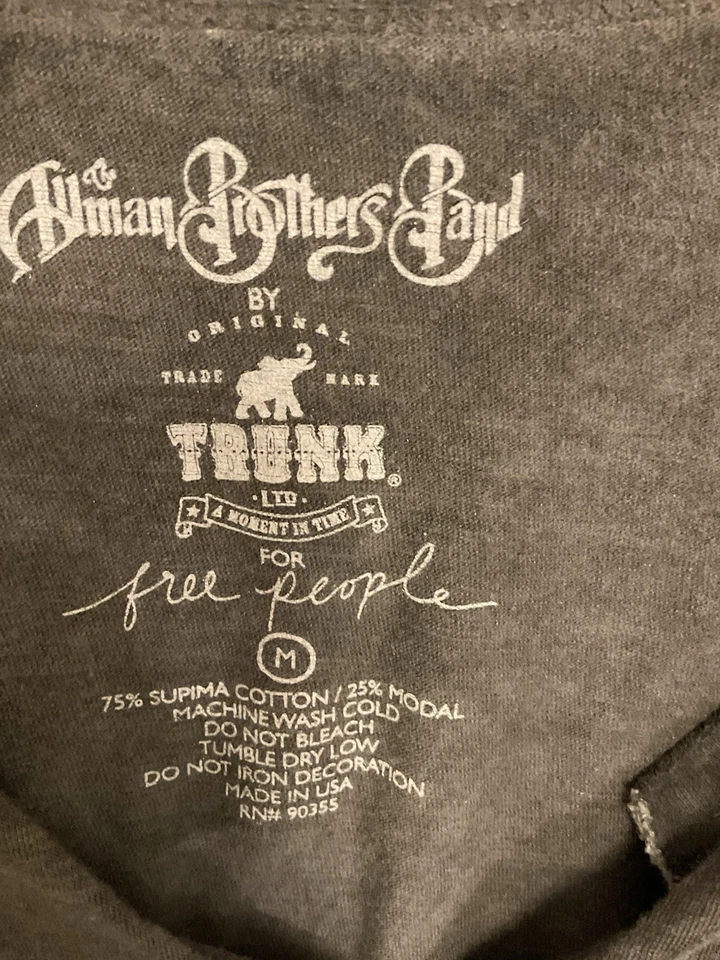 The Allman Brothers Band
BY
ORIGINAL
TRADE MARK
TRUNK®
·LTD·
A MOMENT IN TIME
FOR
free people
M
75% SUPIMA COTTON / 25% MODAL
MACHINE WASH COLD
DO NOT BLEACH
TUMBLE DRY LOW
DO NOT IRON DECORATION
MADE IN USA
RN# 90355